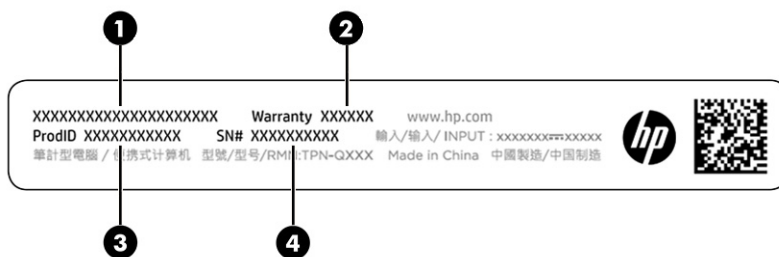 1 2
XXXXXXXXXXXXXXXXXXXXX Warranty XXXXXX www.hp.com
ProdID XXXXXXXXXXX SN# XXXXXXXXXX 輸入/输入/ INPUT : xxxxxxx⎓xxxxx
筆計型電腦 / 便携式计算机 型號/型号/RMN:TPN-QXXX Made in China 中國製造/中国制造
hp
3 4